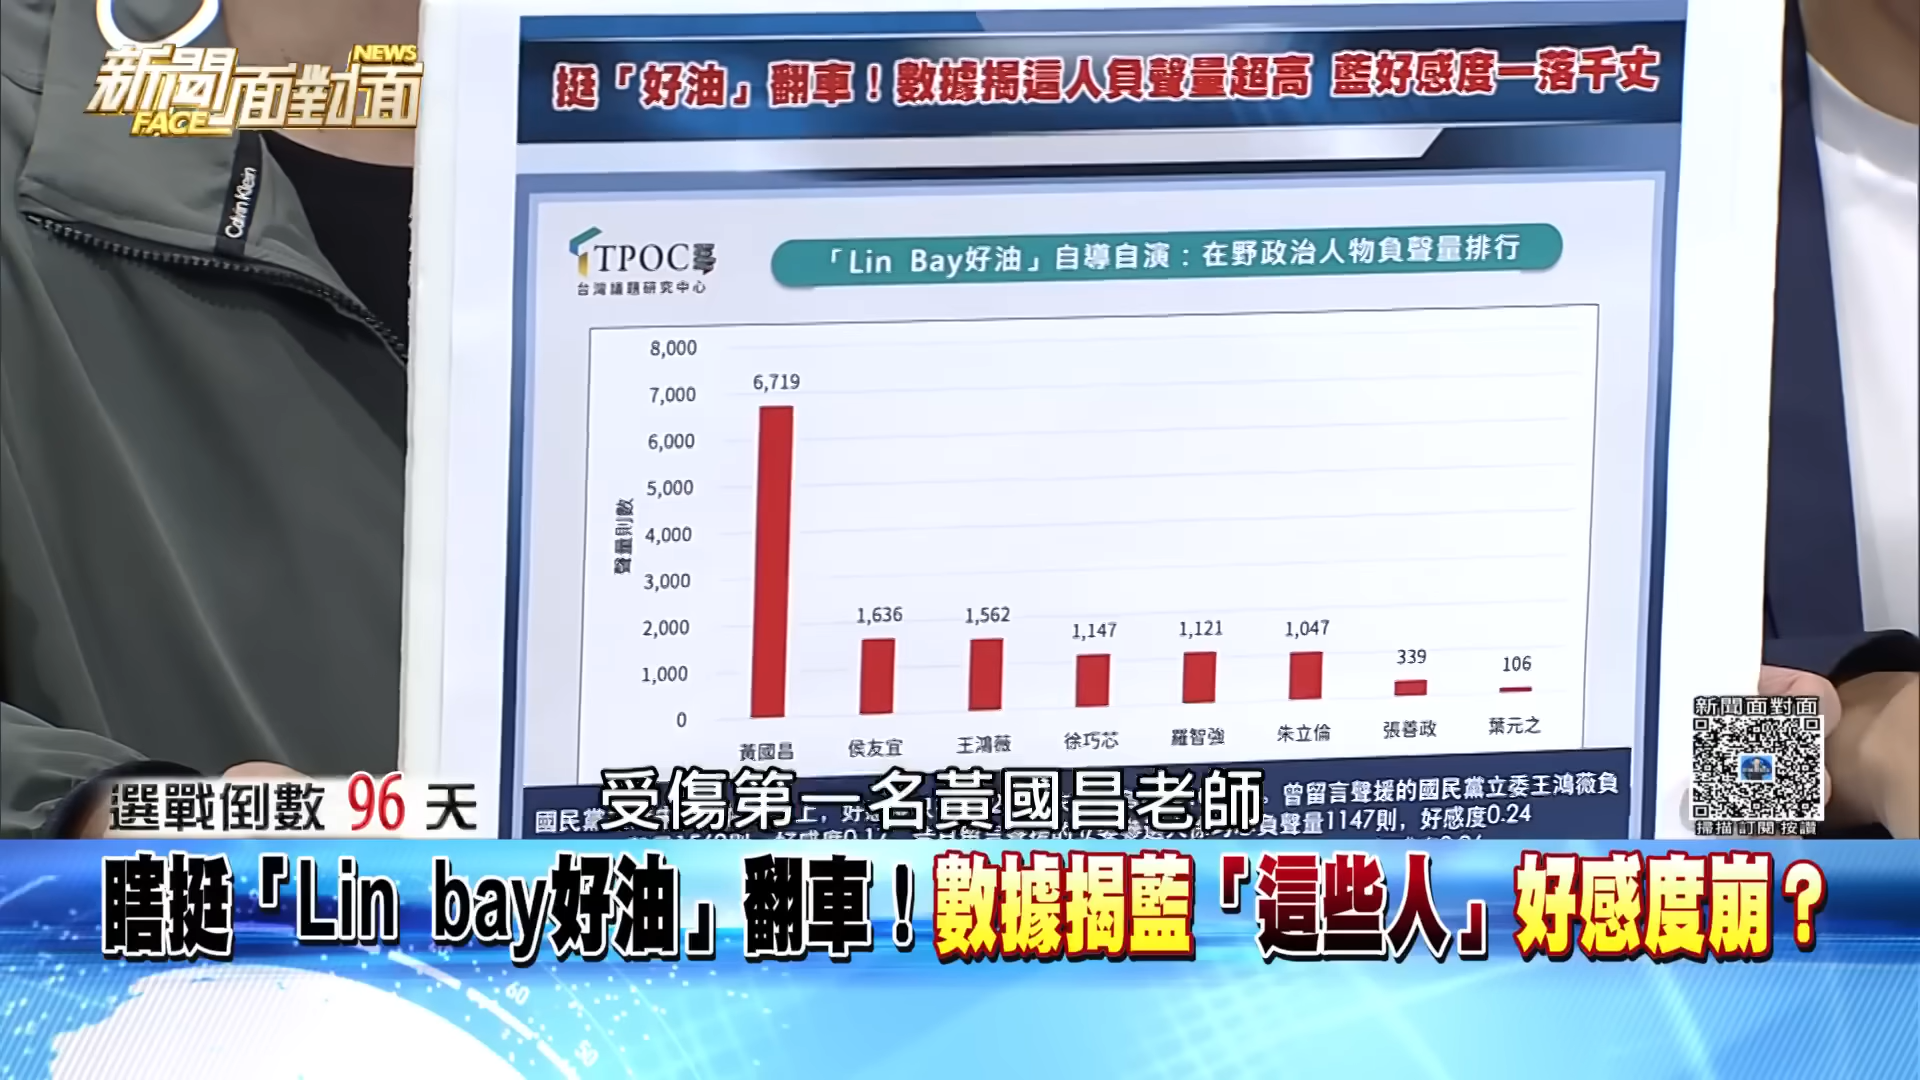 新聞面對面
NEWS
FACE
Calvin Klein
挺「好油」翻車！數據揭這人負聲量超高 藍好感度一落千丈
TPOC
台灣議題研究中心
「Lin Bay好油」自導自演：在野政治人物負聲量排行
聲量則數
8,000
7,000
6,000
5,000
4,000
3,000
2,000
1,000
0
6,719
1,636
1,562
1,147
1,121
1,047
339
106
黃國昌
侯友宜
王鴻薇
徐巧芯
羅智強
朱立倫
張善政
葉元之
國民黨
曾留言聲援的國民黨立委王鴻薇負
負聲量1147則，好感度0.24
受傷第一名黃國昌老師
選戰倒數 96 天
新聞面對面
掃描 訂閱 按讚
瞎挺「Lin bay好油」翻車！數據揭藍「這些人」好感度崩？
60
50